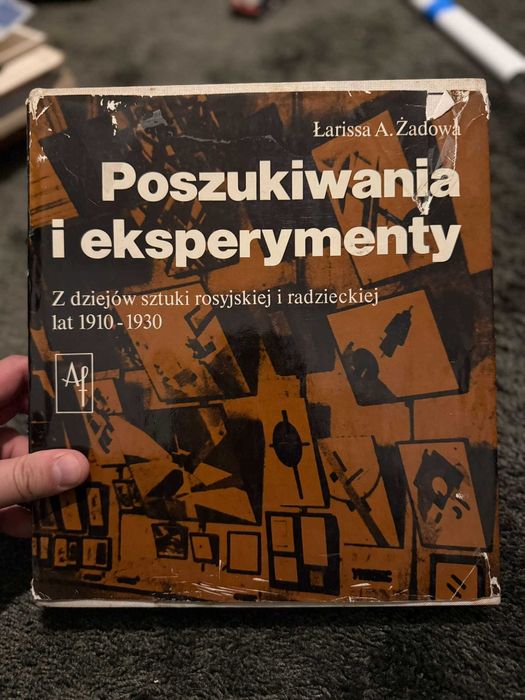 Łarissa A. Żadowa
Poszukiwania
i eksperymenty
Z dziejów sztuki rosyjskiej i radzieckiej
lat 1910-1930
Af